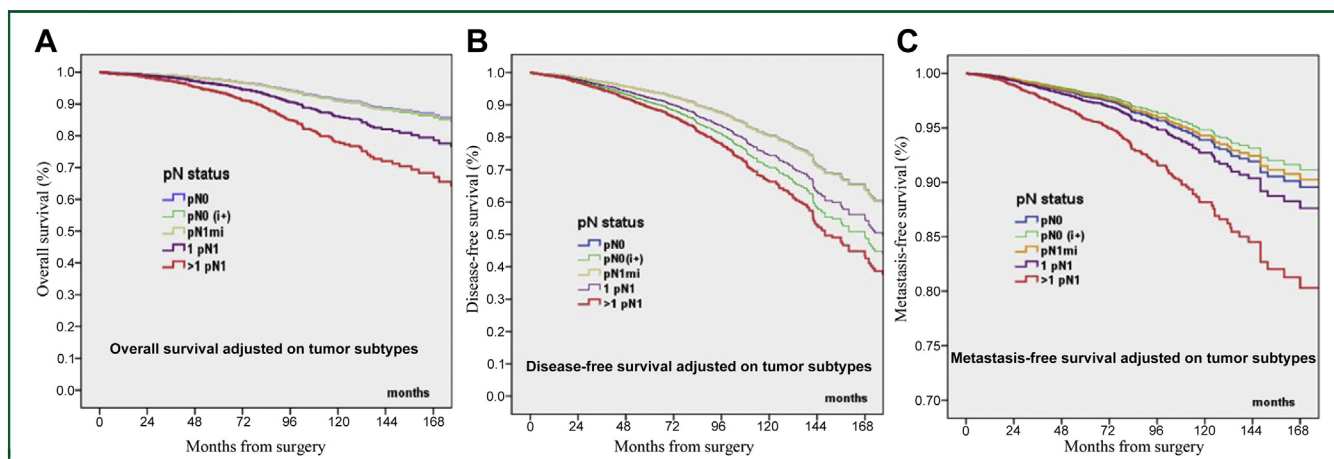 A
Overall survival (%)
1.0
0.9
0.8
0.7
0.6
0.5
0.4
0.3
0.2
0.1
0.0
pN status
pN0
pN0 (i+)
pN1mi
1 pN1
>1 pN1
Overall survival adjusted on tumor subtypes
months
0 24 48 72 96 120 144 168
Months from surgery
B
Disease-free survival (%)
1.0
0.9
0.8
0.7
0.6
0.5
0.4
0.3
0.2
0.1
0.0
pN status
pN0
pN0(i+)
pN1mi
1 pN1
>1 pN1
Disease-free survival adjusted on tumor subtypes
months
0 24 48 72 96 120 144 168
Months from surgery
C
Metastasis-free survival (%)
1.00
0.95
0.90
0.85
0.80
0.75
0.70
pN status
pN0
pN0 (i+)
pN1mi
1 pN1
>1 pN1
Metastasis-free survival adjusted on tumor subtypes
months
0 24 48 72 96 120 144 168
Months from surgery